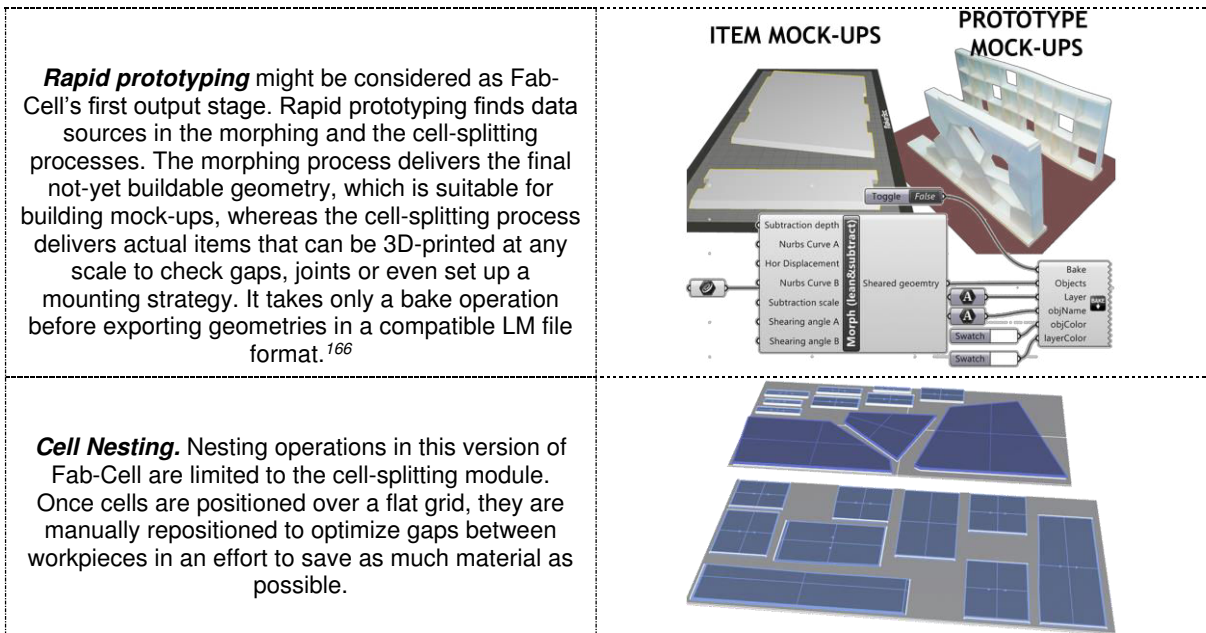 Rapid prototyping might be considered as Fab-
Cell's first output stage. Rapid prototyping finds data
sources in the morphing and the cell-splitting
processes. The morphing process delivers the final
not-yet buildable geometry, which is suitable for
building mock-ups, whereas the cell-splitting process
delivers actual items that can be 3D-printed at any
scale to check gaps, joints or even set up a
mounting strategy. It takes only a bake operation
before exporting geometries in a compatible LM file
format.166
ITEM MOCK-UPS
PROTOTYPE
MOCK-UPS
Toggle False
Subtraction depth
Nurbs Curve A
Hor Displacement
Nurbs Curve B
Subtraction scale
Shearing angle A
Shearing angle B
Morph (lean&subtract)
Sheared geoemtry
A
A
Swatch
Swatch
Bake
Objects
Layer
objName
objColor
layerColor
BAKE
Cell Nesting. Nesting operations in this version of
Fab-Cell are limited to the cell-splitting module.
Once cells are positioned over a flat grid, they are
manually repositioned to optimize gaps between
workpieces in an effort to save as much material as
possible.